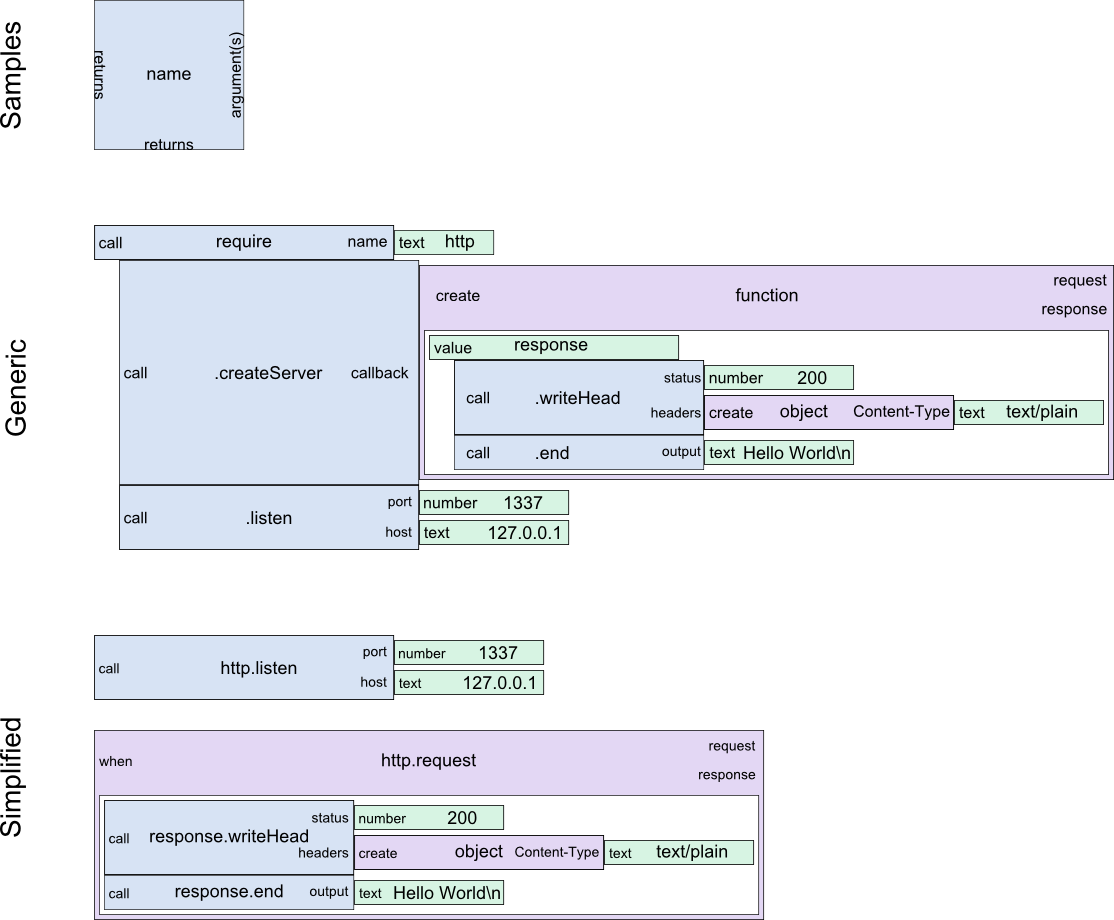 Samples
returns name argument(s)
returns
Generic
call require name text http
call .createServer callback
create function request
response
value response
call .writeHead status number 200
headers create object Content-Type text text/plain
call .end output text Hello World\n
call .listen port number 1337
host text 127.0.0.1
Simplified
call http.listen port number 1337
host text 127.0.0.1
when http.request request
response
call response.writeHead status number 200
headers create object Content-Type text text/plain
call response.end output text Hello World\n